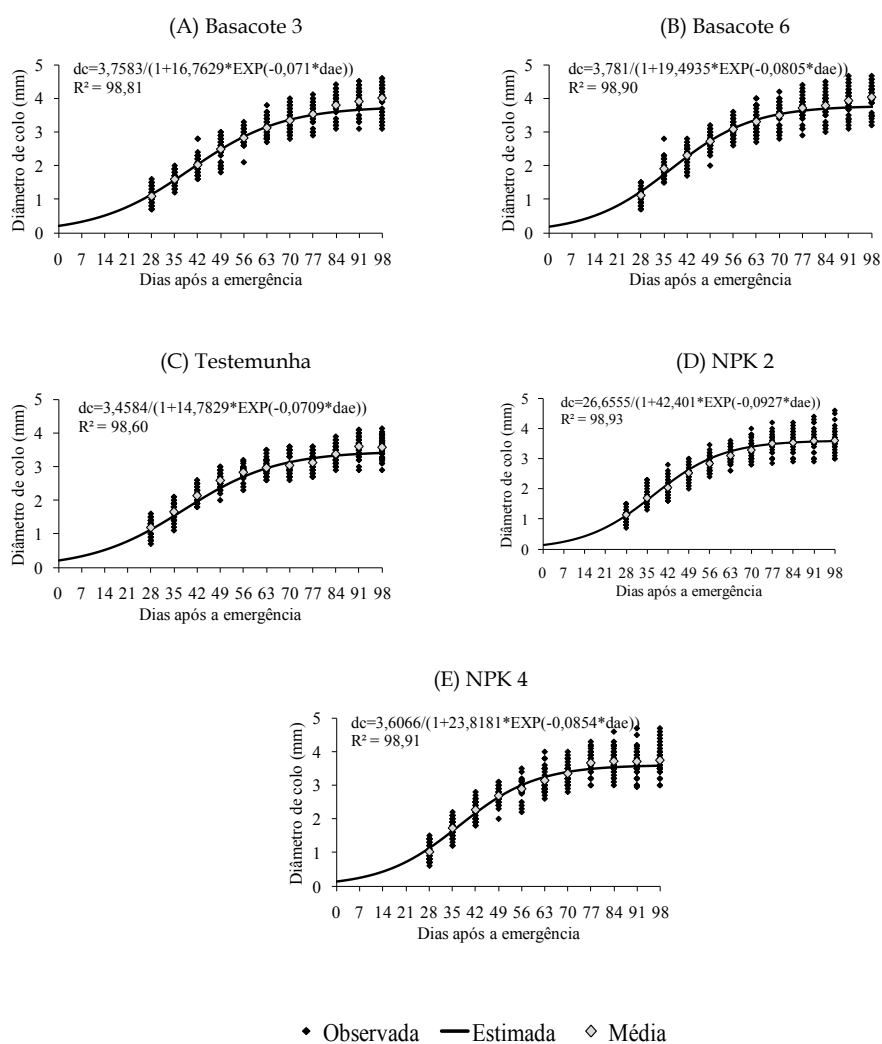 (A) Basacote 3
dc=3,7583/(1+16,7629*EXP(-0,071*dae))
R² = 98,81
Diâmetro de colo (mm)
5
4
3
2
1
0
0 7 14 21 28 35 42 49 56 63 70 77 84 91 98
Dias após a emergência
(B) Basacote 6
dc=3,781/(1+19,4935*EXP(-0,0805*dae))
R² = 98,90
Diâmetro de colo (mm)
5
4
3
2
1
0
0 7 14 21 28 35 42 49 56 63 70 77 84 91 98
Dias após a emergência
(C) Testemunha
dc=3,4584/(1+14,7829*EXP(-0,0709*dae))
R² = 98,60
Diâmetro de colo (mm)
5
4
3
2
1
0
0 7 14 21 28 35 42 49 56 63 70 77 84 91 98
Dias após a emergência
(D) NPK 2
dc=26,6555/(1+42,401*EXP(-0,0927*dae))
R² = 98,93
Diâmetro de colo (mm)
5
4
3
2
1
0
0 7 14 21 28 35 42 49 56 63 70 77 84 91 98
Dias após a emergência
(E) NPK 4
dc=3,6066/(1+23,8181*EXP(-0,0854*dae))
R² = 98,91
Diâmetro de colo (mm)
5
4
3
2
1
0
0 7 14 21 28 35 42 49 56 63 70 77 84 91 98
Dias após a emergência
Observada Estimada Média